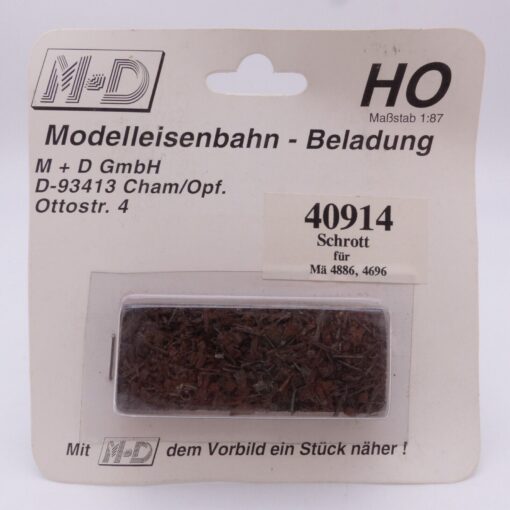 M+D
HO
Maßstab 1:87
Modelleisenbahn - Beladung
M + D GmbH
D-93413 Cham/Opf.
Ottostr. 4
40914
Schrott
für
Mä 4886, 4696
Mit M+D dem Vorbild ein Stück näher !